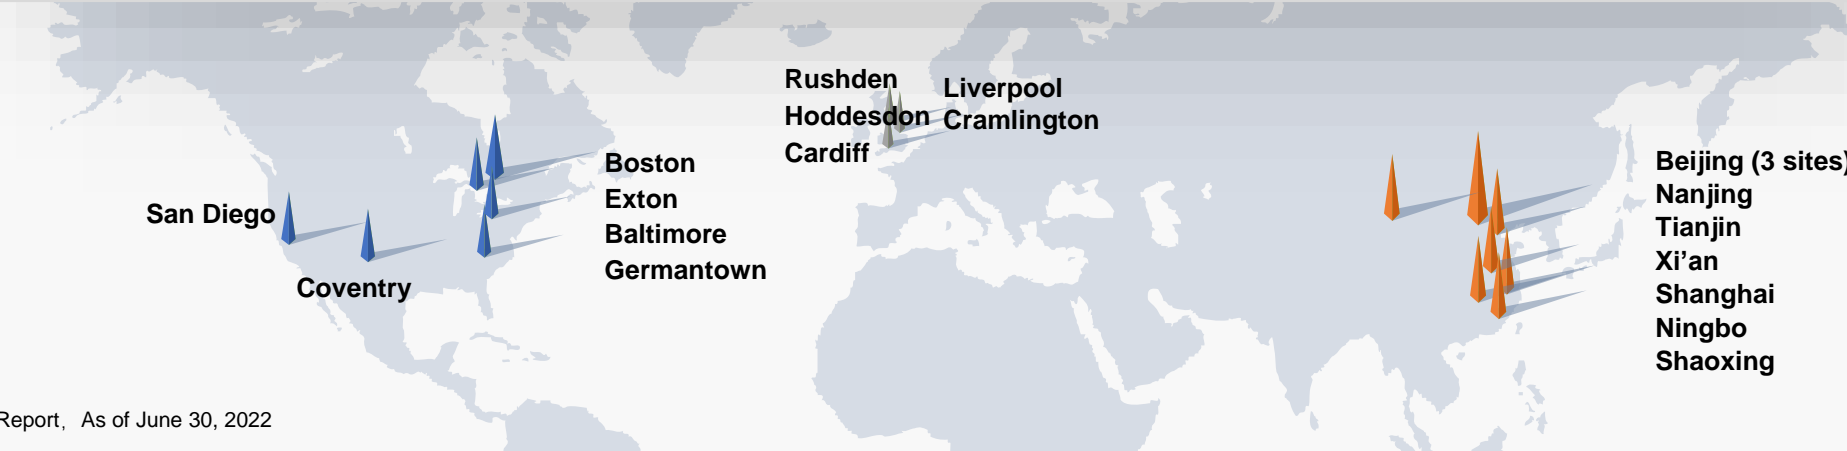 San Diego
Coventry
Boston
Exton
Baltimore
Germantown
Rushden
Hoddesdon
Cardiff
Liverpool
Cramlington
Beijing (3 sites)
Nanjing
Tianjin
Xi’an
Shanghai
Ningbo
Shaoxing
Report, As of June 30, 2022